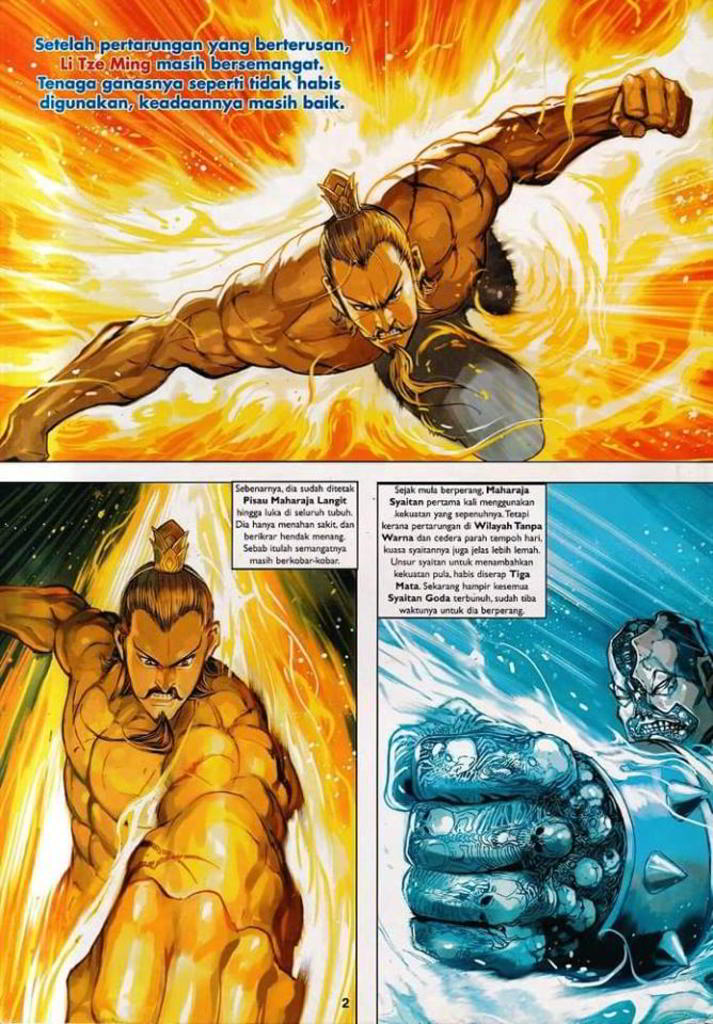 Setelah pertarungan yang berterusan,
Li Tze Ming masih bersemangat.
Tenaga ganasnya seperti tidak habis
digunakan, keadaannya masih baik.
Sebenarnya, dia sudah ditetak
Pisau Maharaja Langit
hingga luka di seluruh tubuh.
Dia hanya menahan sakit, dan
berikrar hendak menang.
Sebab itulah semangatnya
masih berkobar-kobar.
Sejak mula berperang, Maharaja
Syaitan pertama kali menggunakan
kekuatan yang sepenuhnya. Tetapi
kerana pertarungan di Wilayah Tanpa
Warna dan cedera parah tempoh hari,
kuasa syaitannya juga jelas lebih lemah.
Unsur syaitan untuk menambahkan
kekuatan pula, habis diserap Tiga
Mata. Sekarang hampir kesemua
Syaitan Goda terbunuh, sudah tiba
waktunya untuk dia berperang.
2